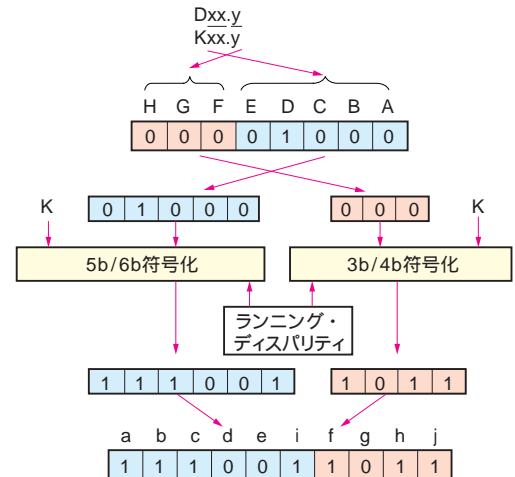 Dxx.y
Kxx.y
H G F E D C B A
0 0 0 0 1 0 0 0
K 0 1 0 0 0 0 0 0 K
5b/6b符号化 3b/4b符号化
ランニング・
ディスパリティ
1 1 1 0 0 1 1 0 1 1
a b c d e i f g h j
1 1 1 0 0 1 1 0 1 1